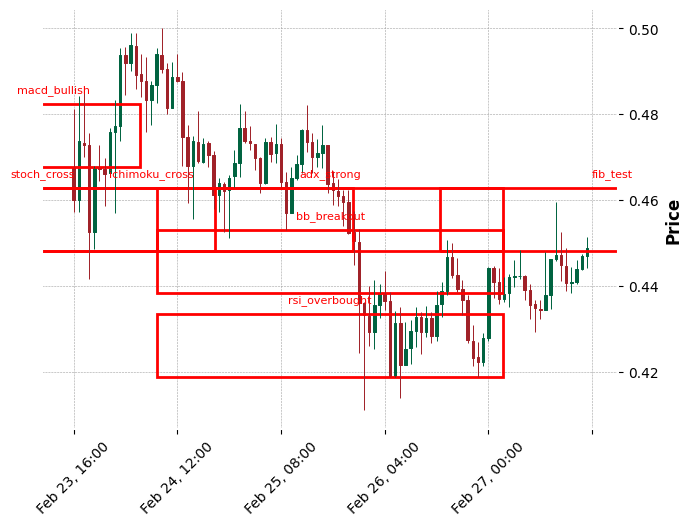 0.50
macd_bullish
0.48
stoch_cross
ichimoku_cross
adx_strong
fib_test
0.46
bb_breakout
Price
0.44
rsi_overbought
0.42
Feb 23, 16:00
Feb 24, 12:00
Feb 25, 08:00
Feb 26, 04:00
Feb 27, 00:00